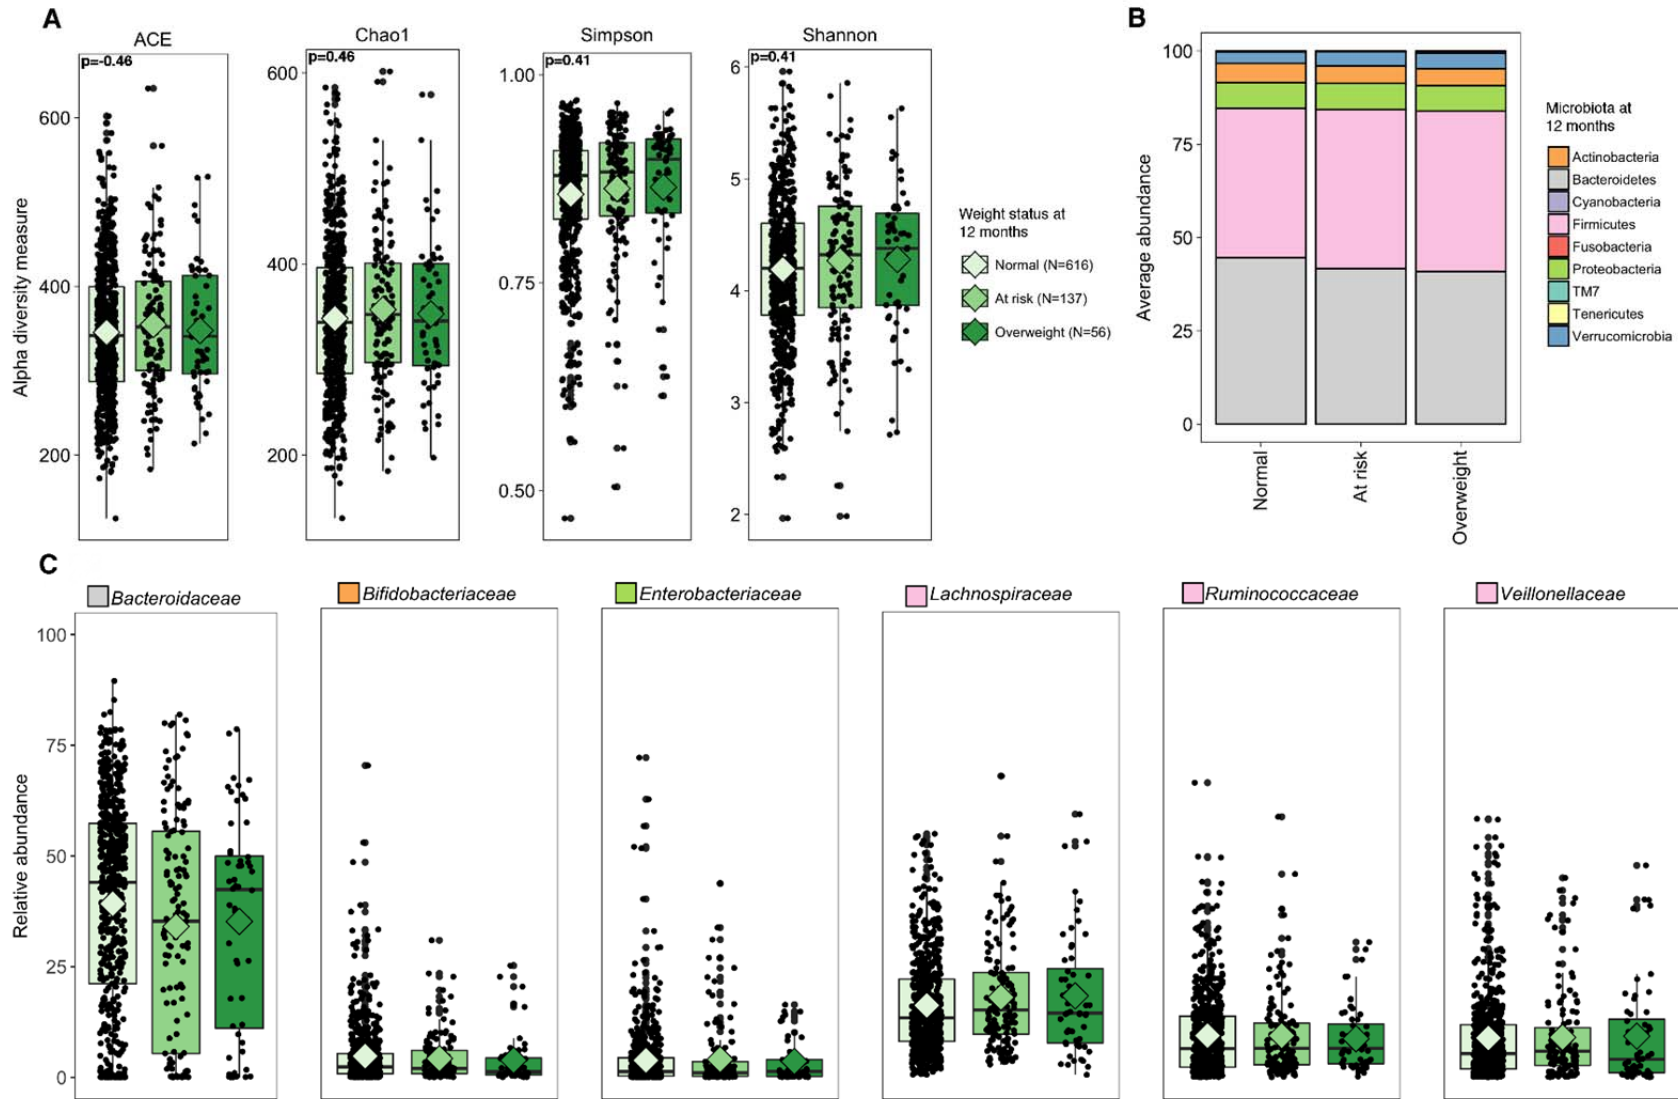 A
ACE
Chao1
Simpson
Shannon
p=-0.46
p=0.46
p=0.41
p=0.41
Alpha diversity measure
600
400
200
600
400
200
1.00
0.75
0.50
6
5
4
3
2
Weight status at
12 months
Normal (N=616)
At risk (N=137)
Overweight (N=56)
B
Average abundance
100
75
50
25
0
Normal
At risk
Overweight
Microbiota at
12 months
Actinobacteria
Bacteroidetes
Cyanobacteria
Firmicutes
Fusobacteria
Proteobacteria
TM7
Tenericutes
Verrucomicrobia
C
Bacteroidaceae
Bifidobacteriaceae
Enterobacteriaceae
Lachnospiraceae
Ruminococcaceae
Veillonellaceae
Relative abundance
100
75
50
25
0